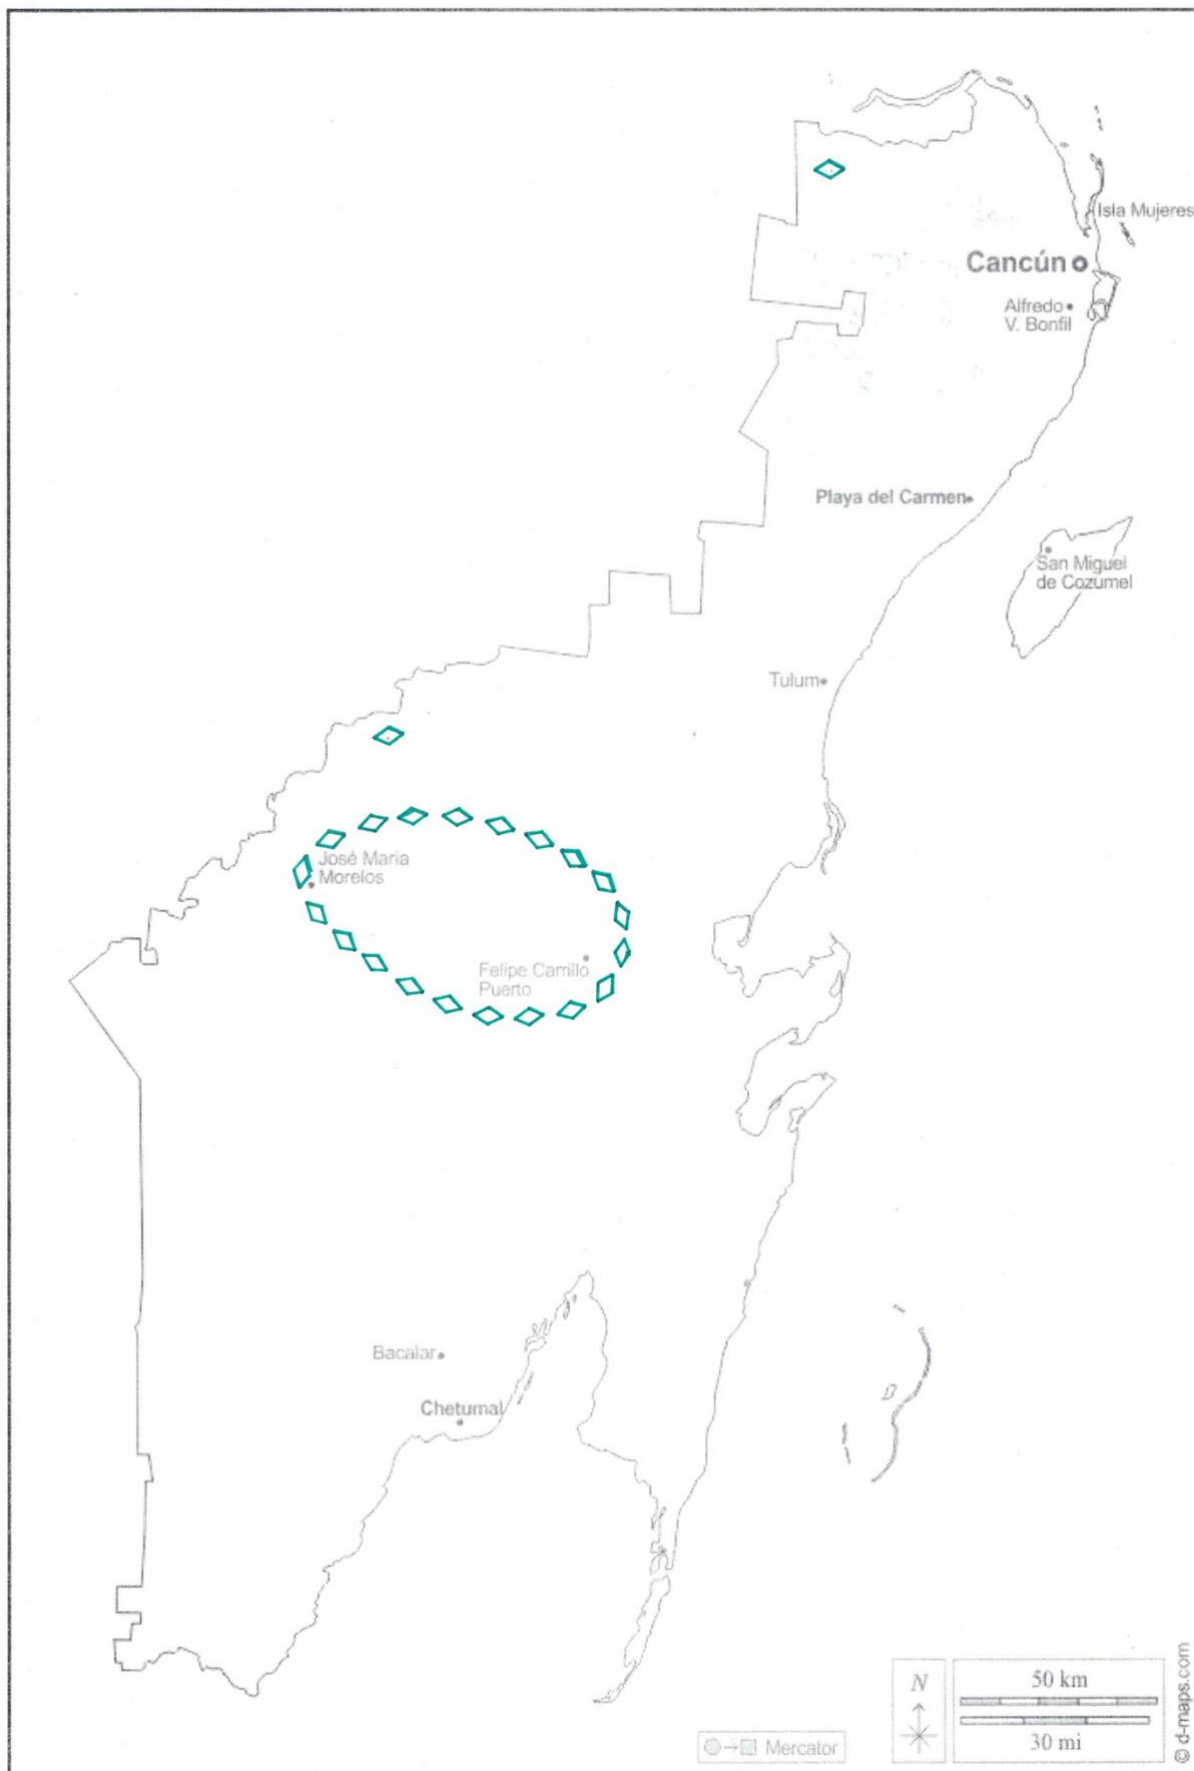 Isla Mujeres
Cancún
Alfredo
V. Bonfil
Playa del Carmen
San Miguel
de Cozumel
Tulum
José Maria
Morelos
Felipe Carrillo
Puerto
Bacalar
Chetumal
N
50 km
30 mi
Mercator
© d-maps.com